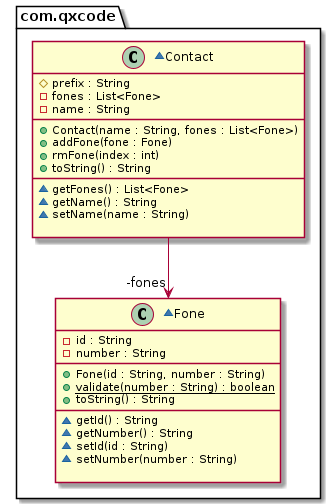 com.qxcode
C Contact
prefix : String
fones : List<Fone>
name : String
Contact(name : String, fones : List<Fone>)
addFone(fone : Fone)
rmFone(index : int)
toString() : String
getFones() : List<Fone>
getName() : String
setName(name : String)
-fones
C Fone
id : String
number : String
Fone(id : String, number : String)
validate(number : String) : boolean
toString() : String
getId() : String
getNumber() : String
setId(id : String)
setNumber(number : String)